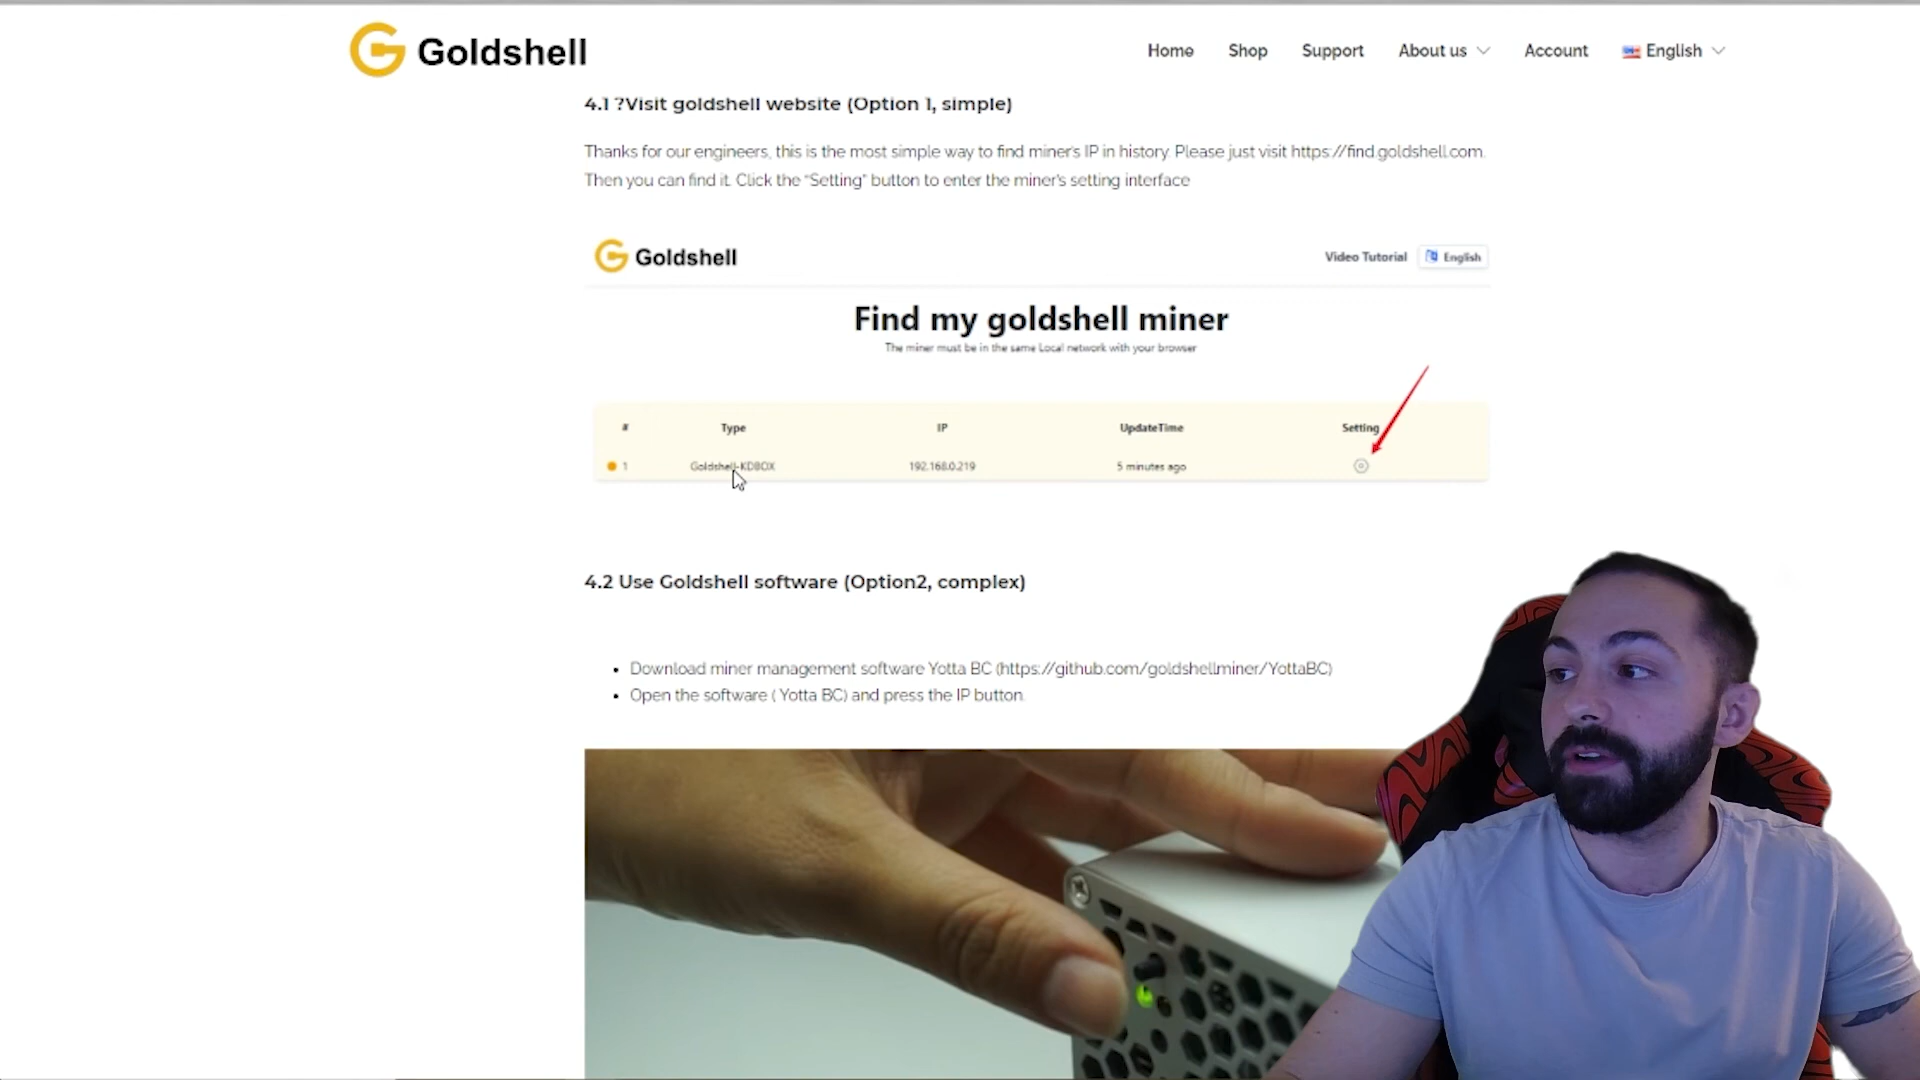 Goldshell
Home Shop Support About us Account English
4.1 ?Visit goldshell website (Option 1, simple)
Thanks for our engineers, this is the most simple way to find miner's IP in history. Please just visit https://find.goldshell.com.
Then you can find it. Click the "Setting" button to enter the miner's setting interface
Goldshell
Video Tutorial English
Find my goldshell miner
The miner must be in the same Local network with your browser
# Type IP UpdateTime Setting
1 Goldshell-KDBOX 192.168.0.219 5 minutes ago
4.2 Use Goldshell software (Option2, complex)
• Download miner management software Yotta BC (https://github.com/goldshellminer/YottaBC)
• Open the software ( Yotta BC) and press the IP button.